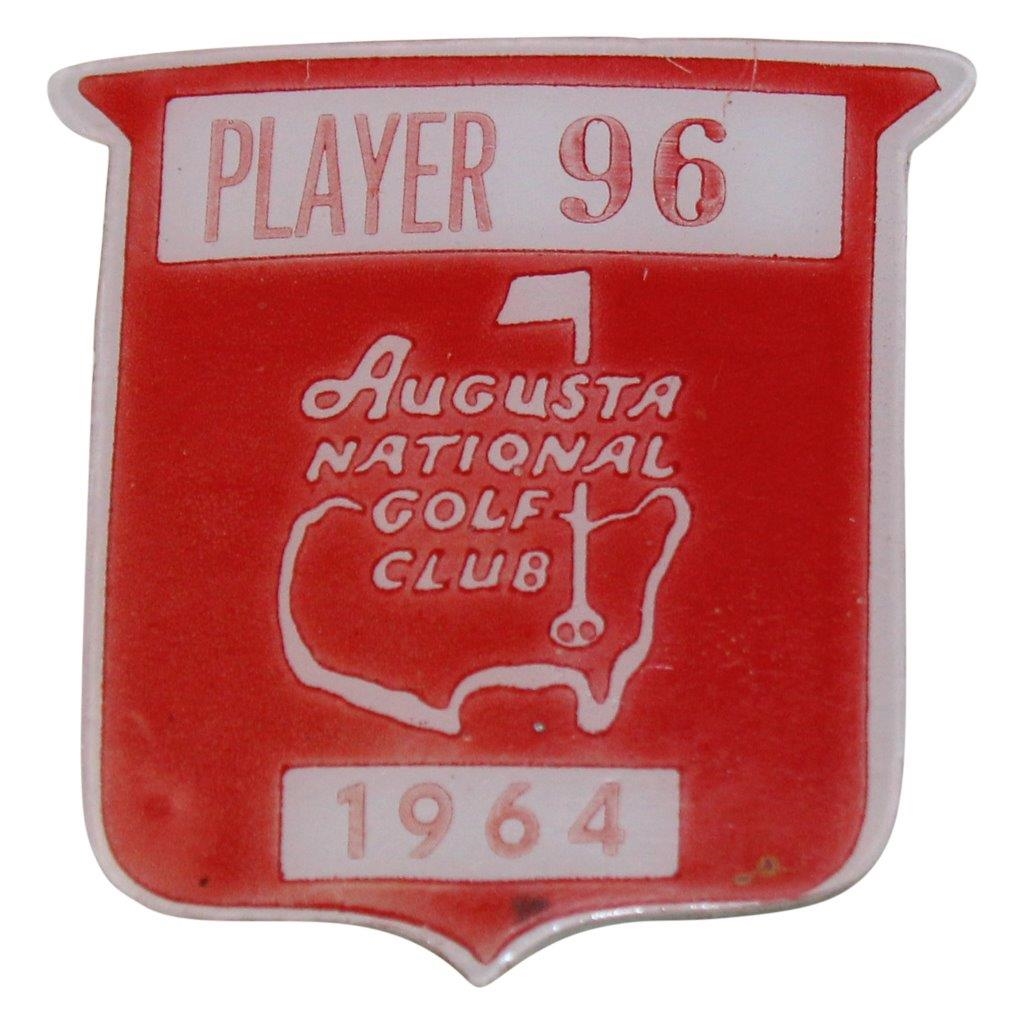 PLAYER 96
AUGUSTA
NATIONAL
GOLF
CLUB
1964